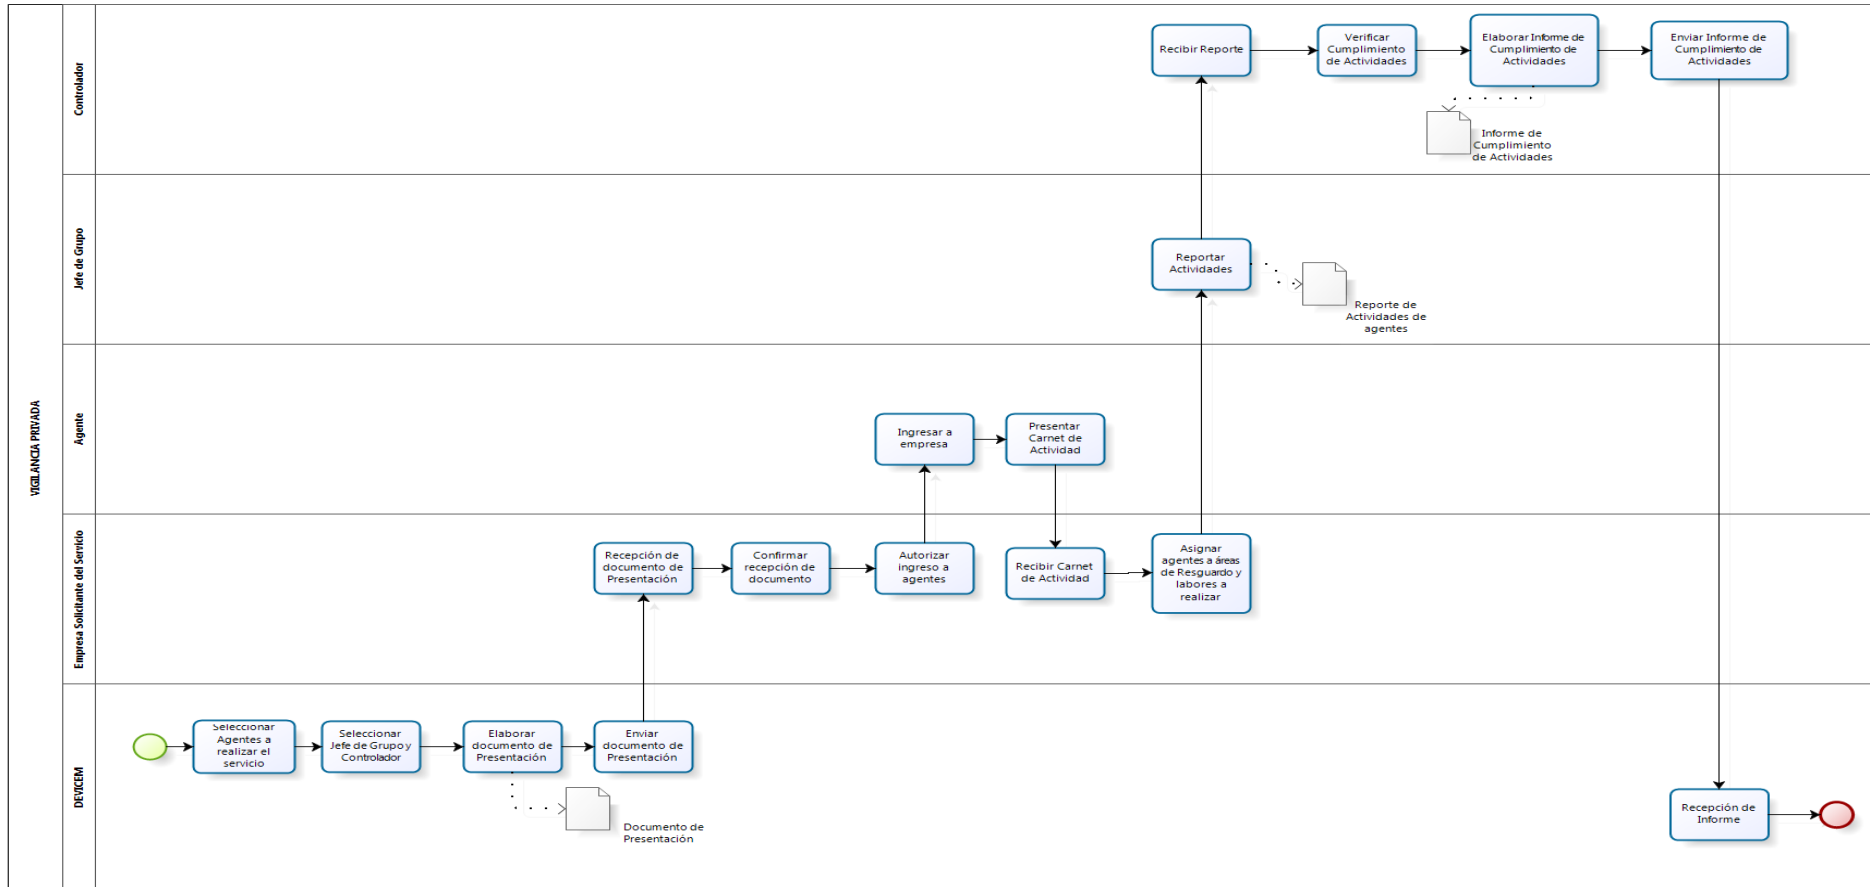 VIGILANCIA PRIVADA
Controlador
Recibir Reporte
Verificar
Cumplimiento
de Actividades
Elaborar Informe de
Cumplimiento de
Actividades
Enviar Informe de
Cumplimiento de
Actividades
Informe de
Cumplimiento
de Actividades
Jefe de Grupo
Reportar
Actividades
Reporte de
Actividades de
agentes
Agente
Ingresar a
empresa
Presentar
Carnet de
Actividad
Empresa Solicitante del Servicio
Recepción de
documento de
Presentación
Confirmar
recepción de
documento
Autorizar
ingreso a
agentes
Recibir Carnet
de Actividad
Asignar
agentes a áreas
de Resguardo y
labores a
realizar
DEVICEM
Seleccionar
Agentes a
realizar el
servicio
Seleccionar
Jefe de Grupo y
Controlador
Elaborar
documento de
Presentación
Enviar
documento de
Presentación
Documento de
Presentación
Recepción de
Informe